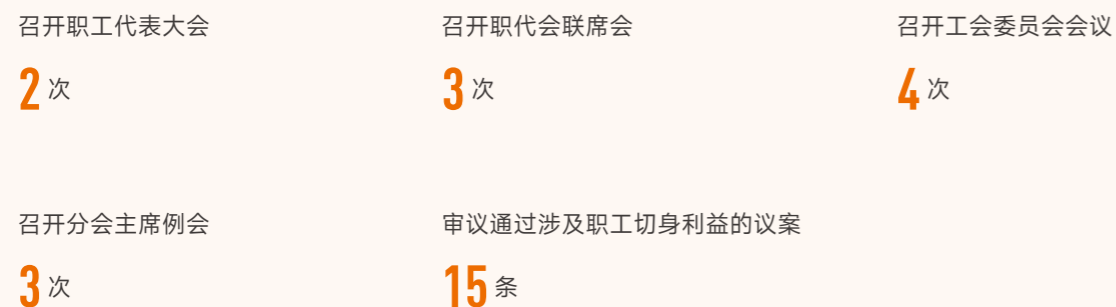 召开职工代表大会
2 次
召开职代会联席会
3 次
召开工会委员会会议
4 次
召开分会主席例会
3 次
审议通过涉及职工切身利益的议案
15 条